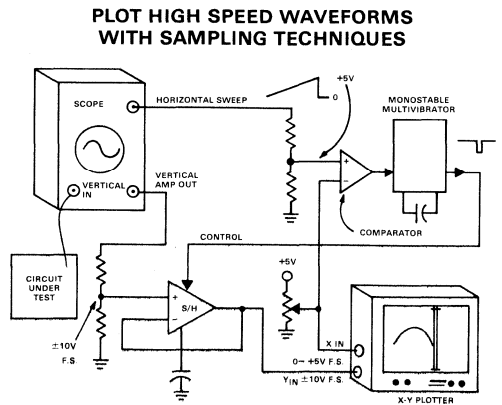 PLOT HIGH SPEED WAVEFORMS
WITH SAMPLING TECHNIQUES
SCOPE
HORIZONTAL SWEEP
+5V
0
MONOSTABLE
MULTIVIBRATOR
VERTICAL
IN
VERTICAL
AMP OUT
+
−
COMPARATOR
CONTROL
CIRCUIT
UNDER
TEST
+5V
+
S/H
−
±10V
F.S.
X IN
0→ +5V F.S.
YIN ±10V F.S.
X-Y PLOTTER